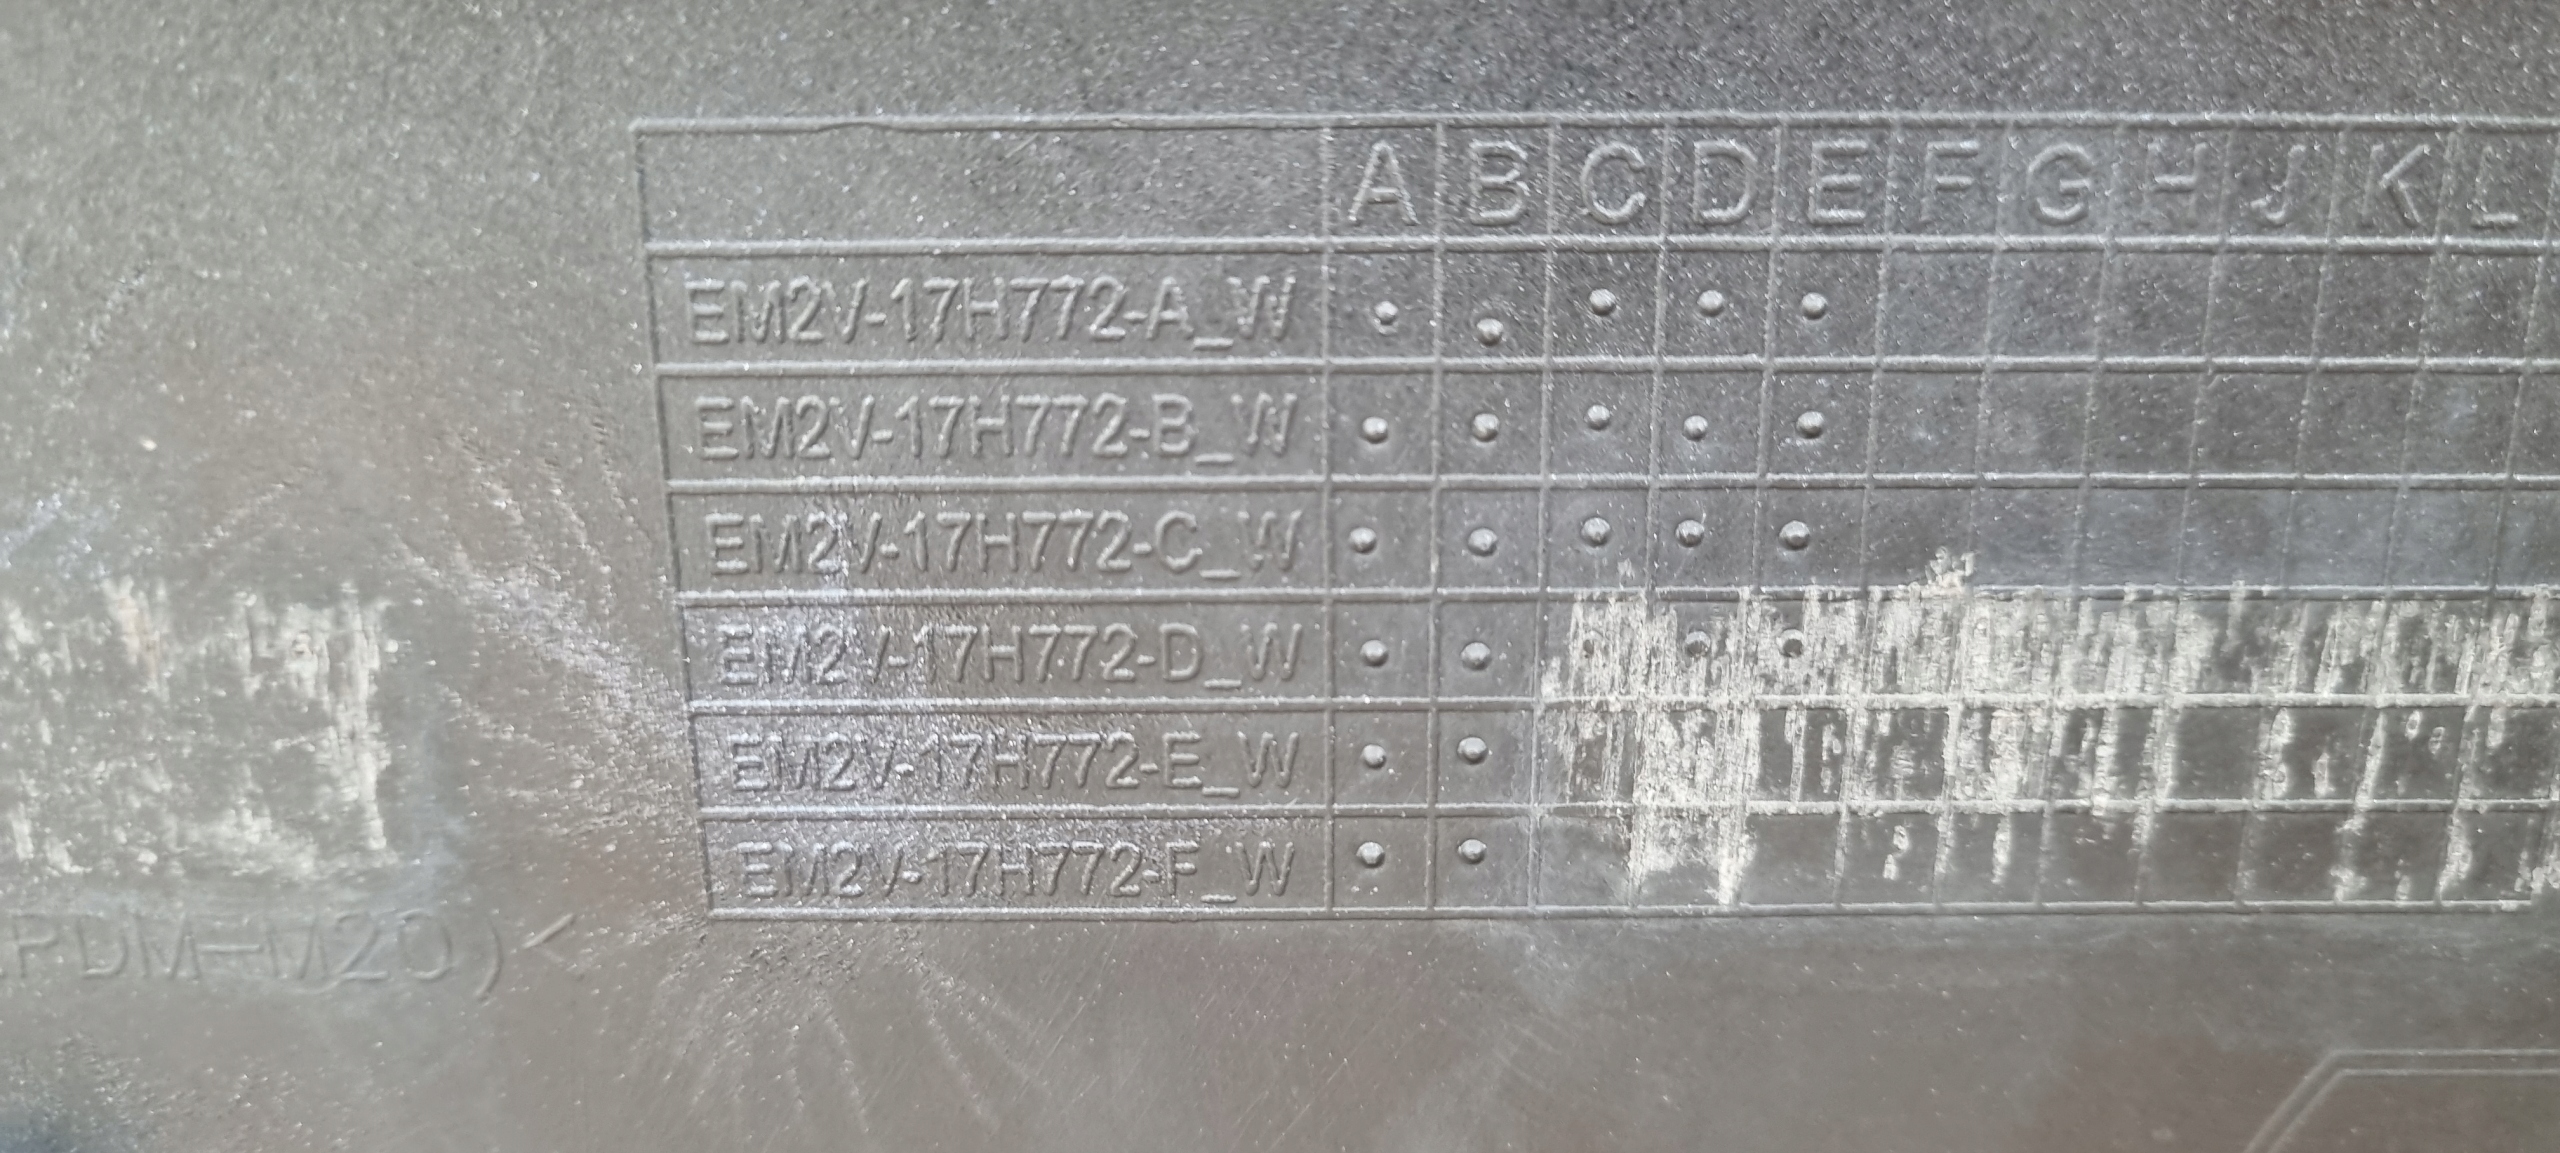 A B C D E F G H J K L
EM2V-17H772-A_W
EM2V-17H772-B_W
EM2V-17H772-C_W
EM2V-17H772-D_W
EM2V-17H772-E_W
EM2V-17H772-F_W
PDM-M20)<